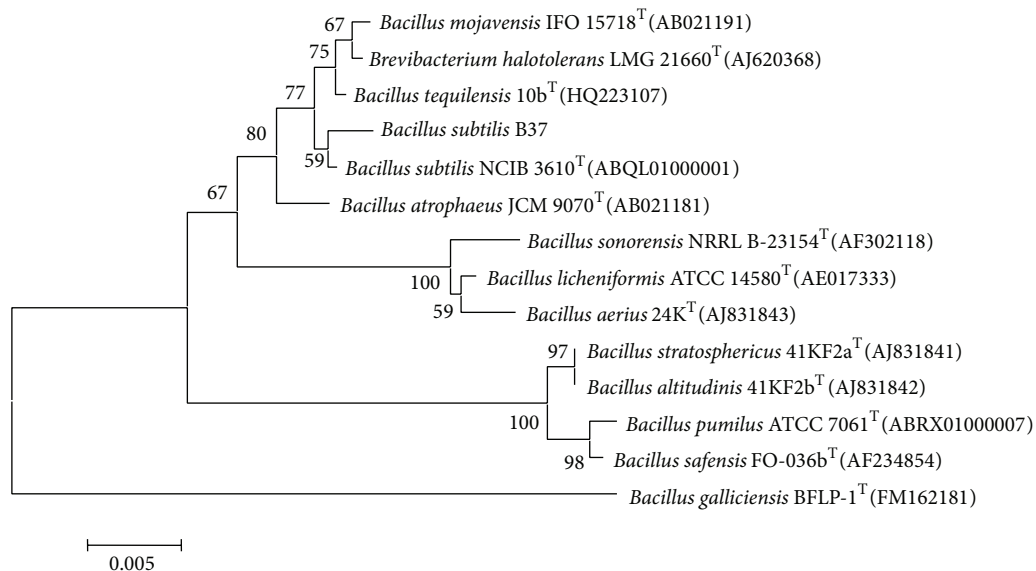 67
Bacillus mojavensis IFO 15718T(AB021191)
75
Brevibacterium halotolerans LMG 21660T(AJ620368)
77
Bacillus tequilensis 10bT(HQ223107)
80
Bacillus subtilis B37
59
Bacillus subtilis NCIB 3610T(ABQL01000001)
67
Bacillus atrophaeus JCM 9070T(AB021181)
Bacillus sonorensis NRRL B-23154T(AF302118)
100
Bacillus licheniformis ATCC 14580T(AE017333)
59
Bacillus aerius 24KT(AJ831843)
97
Bacillus stratosphericus 41KF2aT(AJ831841)
Bacillus altitudinis 41KF2bT(AJ831842)
100
Bacillus pumilus ATCC 7061T(ABRX01000007)
98
Bacillus safensis FO-036bT(AF234854)
Bacillus galliciensis BFLP-1T(FM162181)
0.005